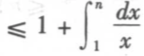 ≤ 1 + ∫₁ⁿ dx/x